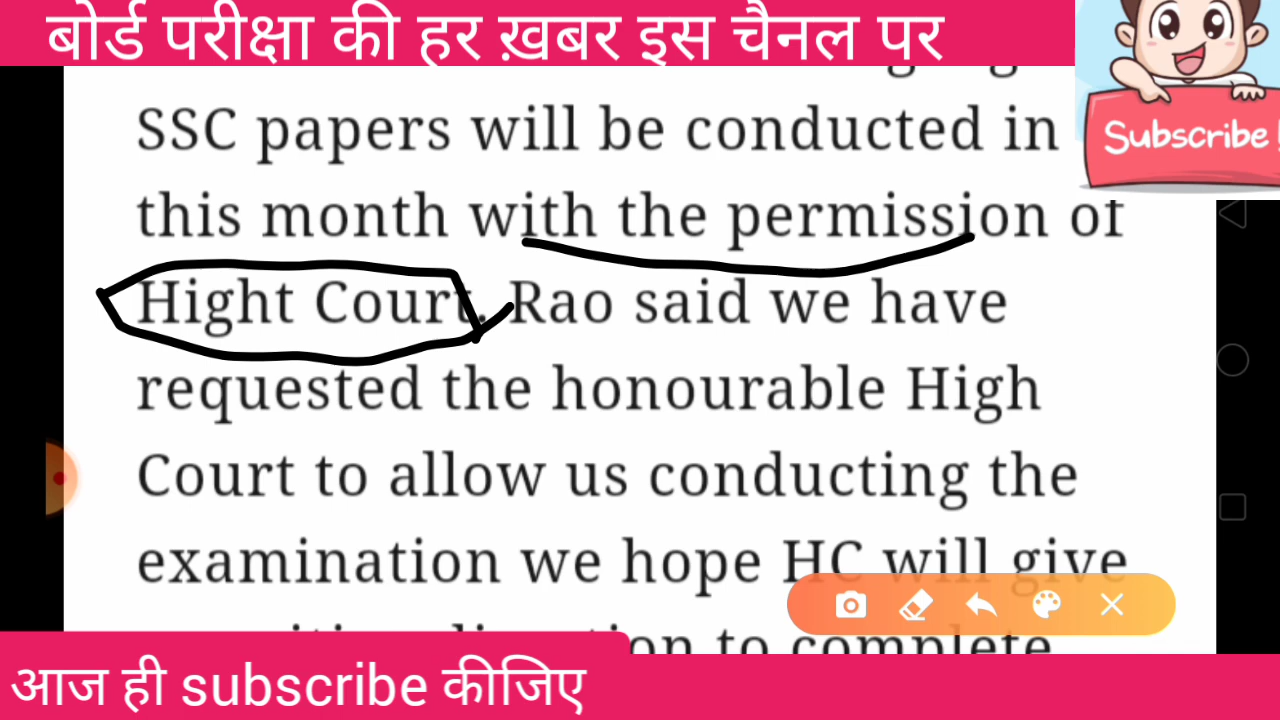 बोर्ड परीक्षा की हर ख़बर इस चैनल पर
Subscribe
SSC papers will be conducted in
this month with the permission of
Hight Court. Rao said we have
requested the honourable High
Court to allow us conducting the
examination we hope HC will give
to complete
आज ही subscribe कीजिए